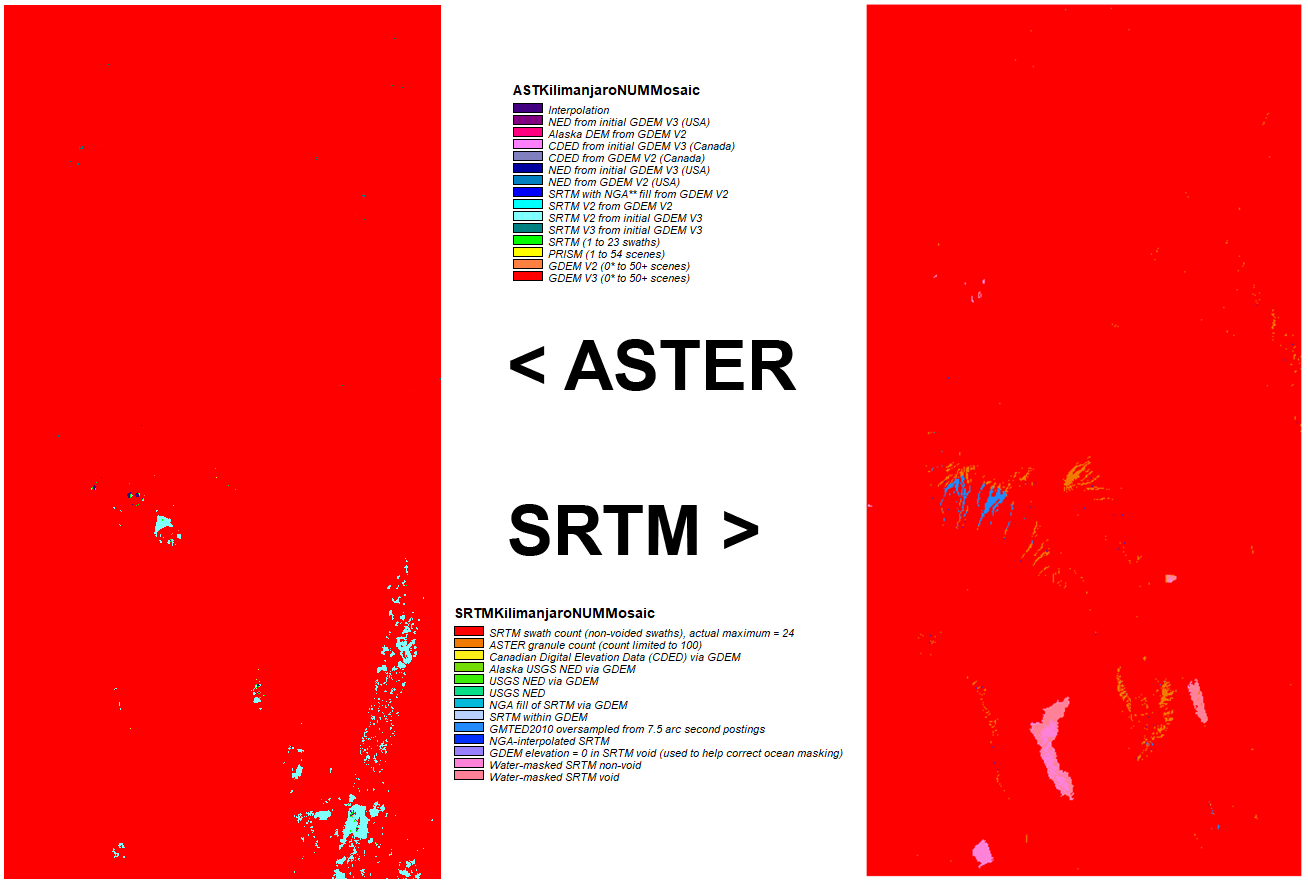 ASTKilimanjaroNUMMosaic
Interpolation
NED from initial GDEM V3 (USA)
Alaska DEM from GDEM V2
CDED from initial GDEM V3 (Canada)
CDED from GDEM V2 (Canada)
NED from initial GDEM V3 (USA)
NED from GDEM V2 (USA)
SRTM with NGA** fill from GDEM V2
SRTM V2 from GDEM V2
SRTM V2 from initial GDEM V3
SRTM V3 from initial GDEM V3
SRTM (1 to 23 swaths)
PRISM (1 to 54 scenes)
GDEM V2 (0* to 50+ scenes)
GDEM V3 (0* to 50+ scenes)
< ASTER
SRTM >
SRTMKilimanjaroNUMMosaic
SRTM swath count (non-voided swaths), actual maximum = 24
ASTER granule count (count limited to 100)
Canadian Digital Elevation Data (CDED) via GDEM
Alaska USGS NED via GDEM
USGS NED via GDEM
USGS NED
NGA fill of SRTM via GDEM
SRTM within GDEM
GMTED2010 oversampled from 7.5 arc second postings
NGA-interpolated SRTM
GDEM elevation = 0 in SRTM void (used to help correct ocean masking)
Water-masked SRTM non-void
Water-masked SRTM void